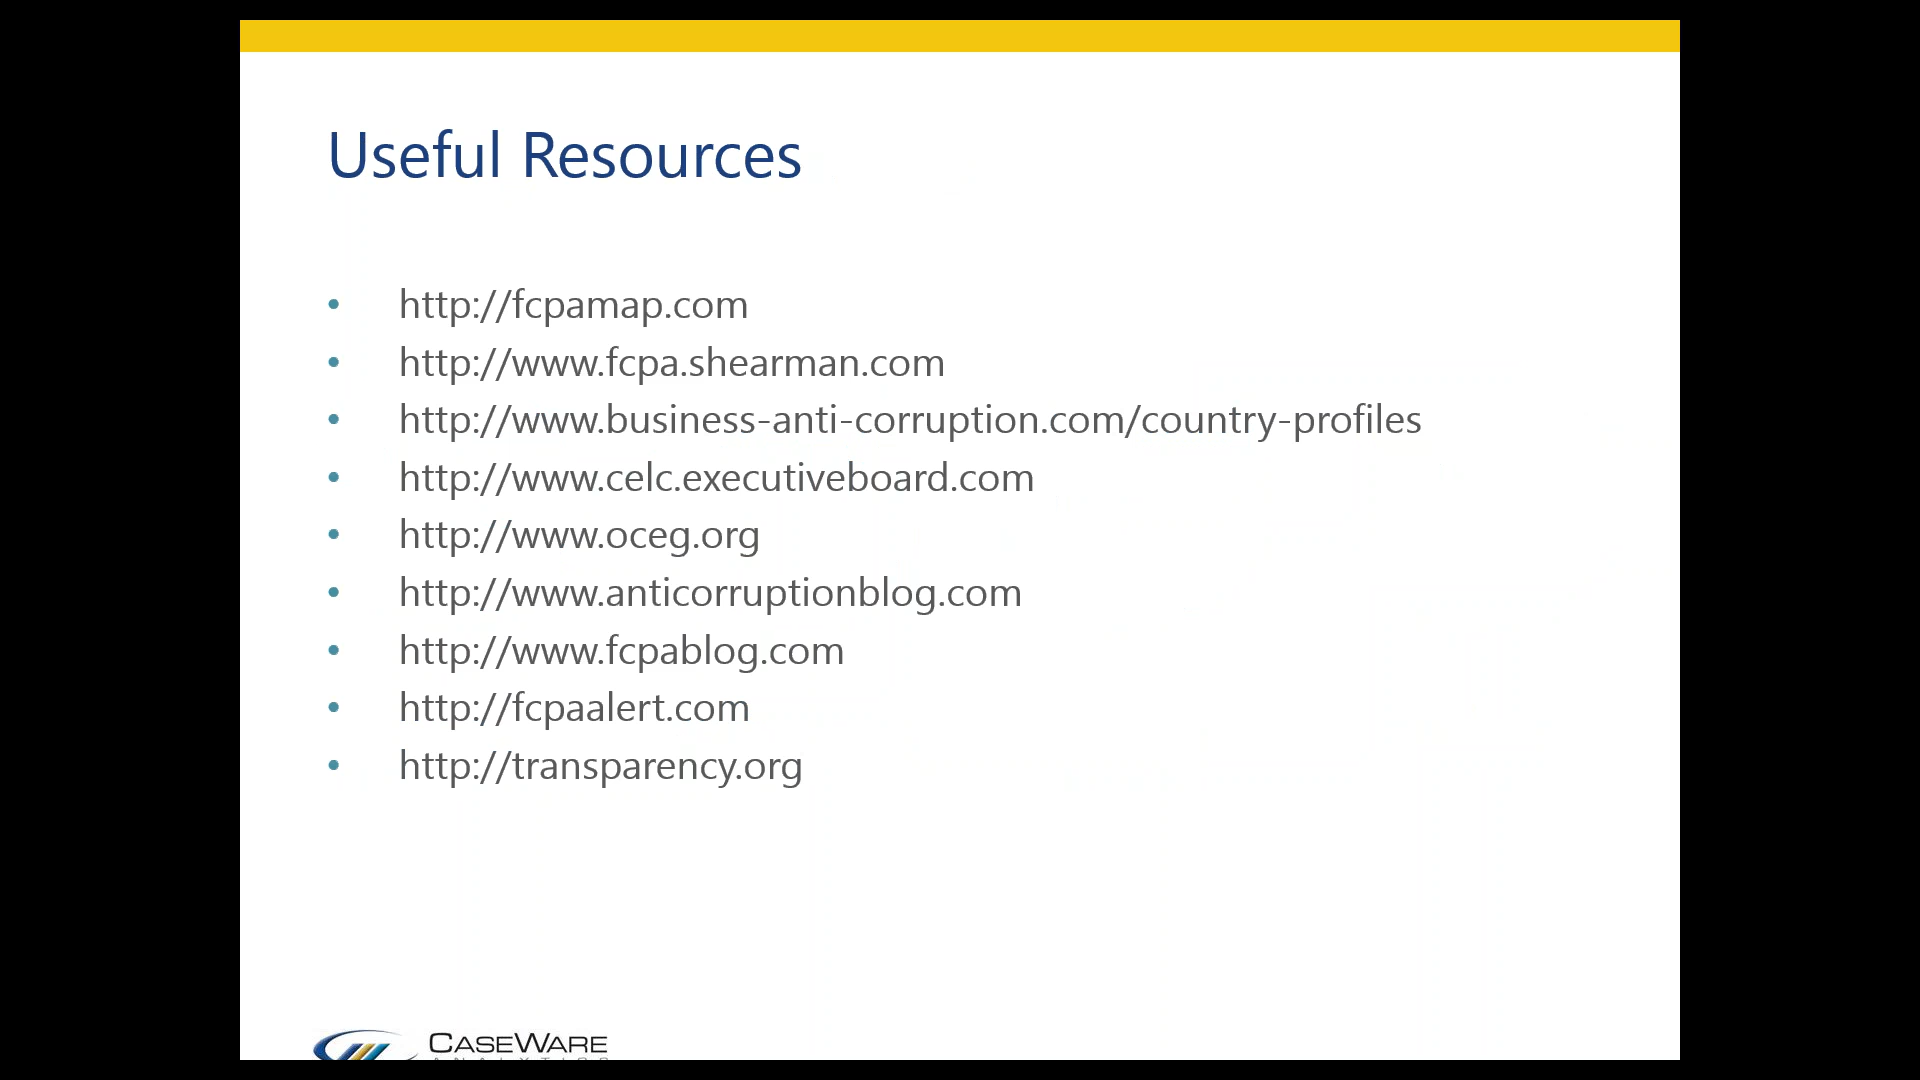 Useful Resources
• http://fcpamap.com
• http://www.fcpa.shearman.com
• http://www.business-anti-corruption.com/country-profiles
• http://www.celc.executiveboard.com
• http://www.oceg.org
• http://www.anticorruptionblog.com
• http://www.fcpablog.com
• http://fcpaalert.com
• http://transparency.org
CASEWARE